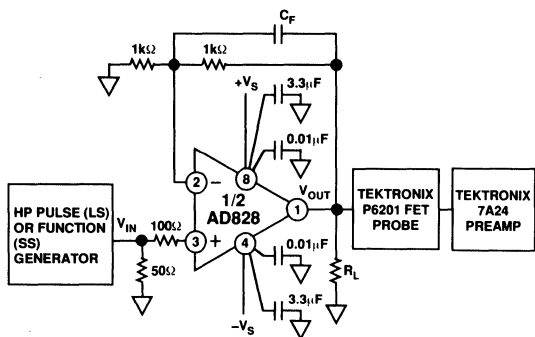 C_F
1kΩ
1kΩ
+V_S
3.3µF
0.01µF
2
−
8
1/2
AD828
V_OUT
1
TEKTRONIX
P6201 FET
PROBE
TEKTRONIX
7A24
PREAMP
HP PULSE (LS)
OR FUNCTION
(SS)
GENERATOR
V_IN
100Ω
3
+
4
50Ω
0.01µF
3.3µF
−V_S
R_L